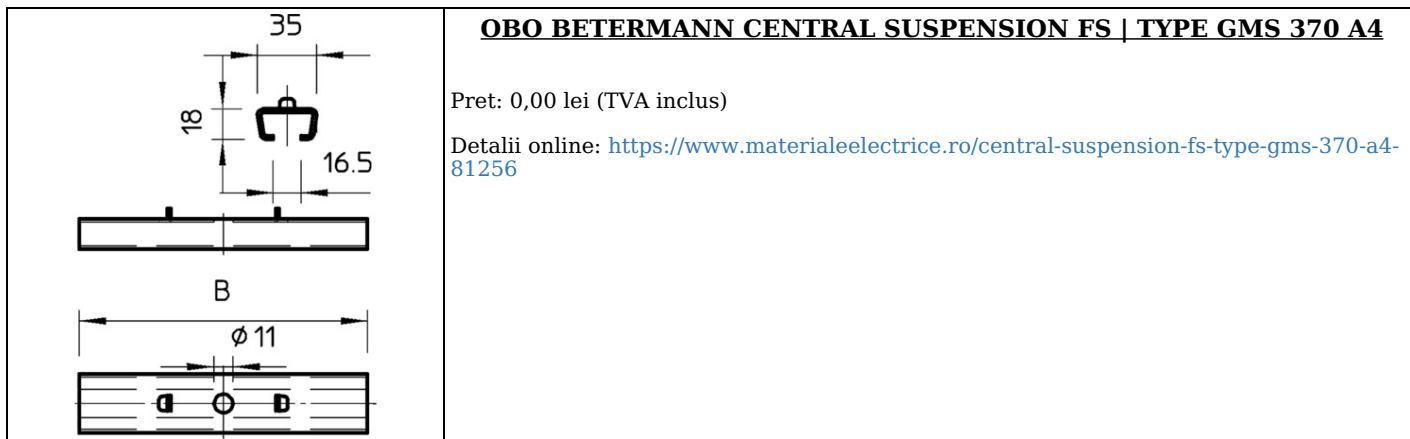 35
18
16.5
B
ϕ 11
OBO BETERMANN CENTRAL SUSPENSION FS | TYPE GMS 370 A4
Pret: 0,00 lei (TVA inclus)
Detalii online: https://www.materialeelectrice.ro/central-suspension-fs-type-gms-370-a4-
81256